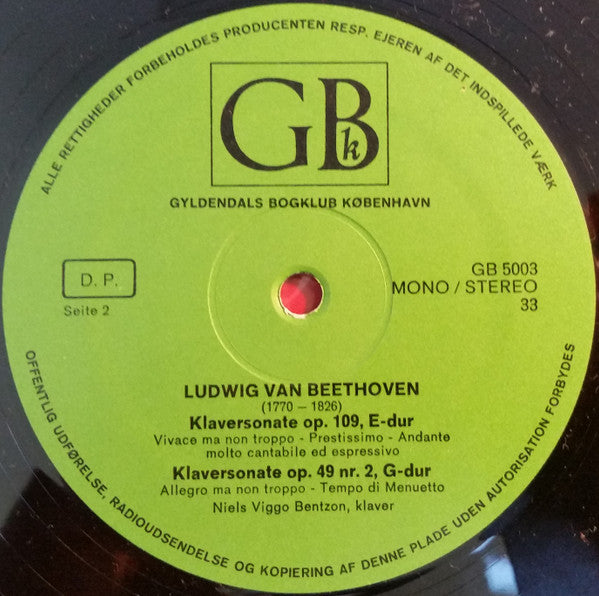 ALLE RETTIGHEDER FORBEHOLDES PRODUCENTEN RESP. EJEREN AF DET INDSPILLEDE VÆRK
GBk
GYLDENDALS BOGKLUB KØBENHAVN
D. P.
Seite 2
GB 5003
MONO / STEREO
33
LUDWIG VAN BEETHOVEN
(1770 – 1826)
Klaversonate op. 109, E-dur
Vivace ma non troppo - Prestissimo - Andante
molto cantabile ed espressivo
Klaversonate op. 49 nr. 2, G-dur
Allegro ma non troppo - Tempo di Menuetto
Niels Viggo Bentzon, klaver
OFFENTLIG UDFØRELSE, RADIOUDSENDELSE OG KOPIERING AF DENNE PLADE UDEN AUTORISATION FORBYDES